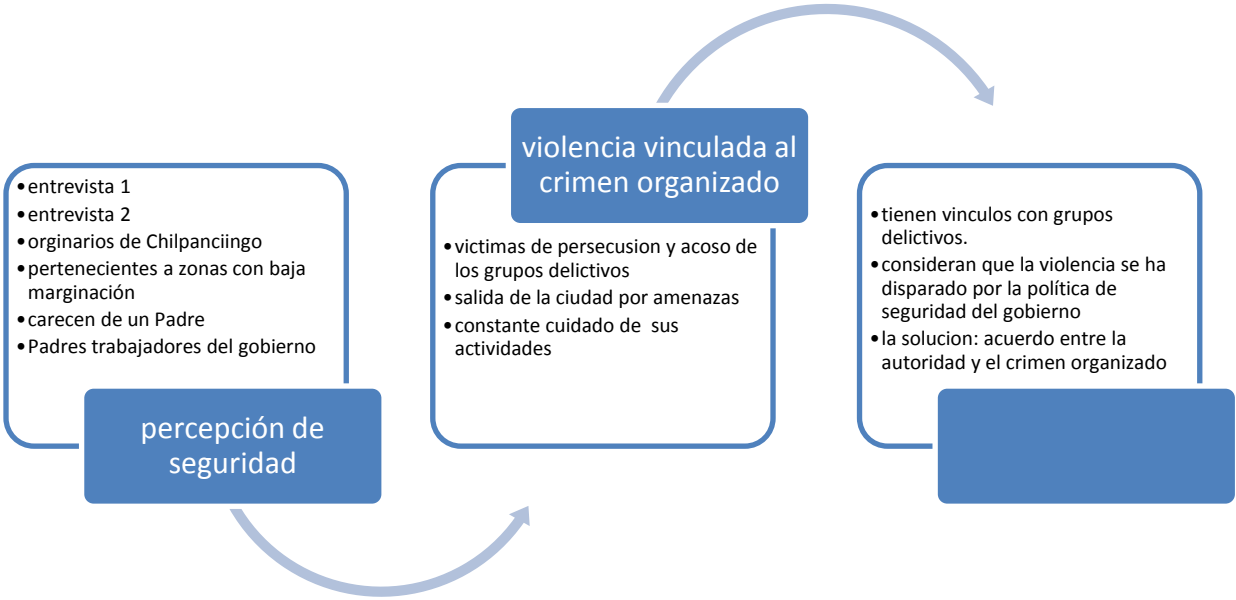 •entrevista 1
•entrevista 2
•orginarios de Chilpanciingo
•pertenecientes a zonas con baja
marginación
•carecen de un Padre
•Padres trabajadores del gobierno
percepción de
seguridad
violencia vinculada al
crimen organizado
•victimas de persecusion y acoso de
los grupos delictivos
•salida de la ciudad por amenazas
•constante cuidado de sus
actividades
•tienen vinculos con grupos
delictivos.
•consideran que la violencia se ha
disparado por la política de
seguridad del gobierno
•la solucion: acuerdo entre la
autoridad y el crimen organizado